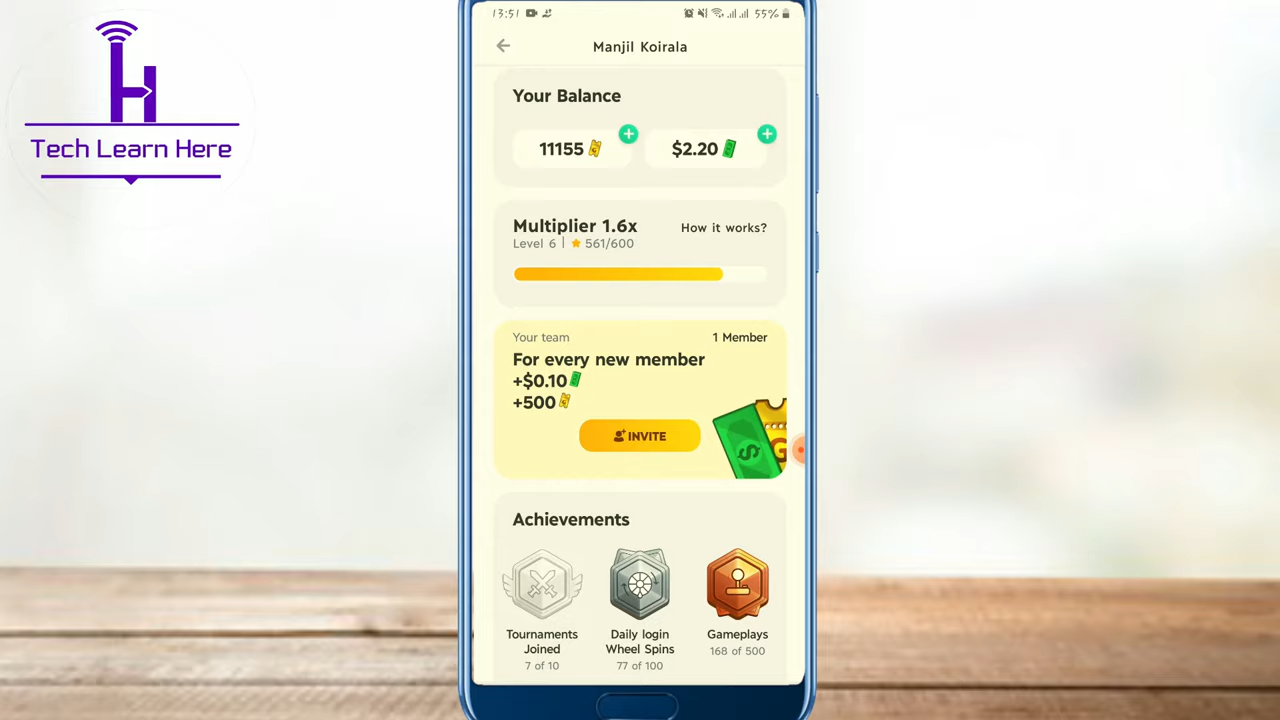 Tech Learn Here
13:51
55%
Manjil Koirala
Your Balance
11155
$2.20
Multiplier 1.6x
How it works?
Level 6 | 561/600
Your team
1 Member
For every new member
+$0.10
+500
INVITE
Achievements
Tournaments
Joined
7 of 10
Daily login
Wheel Spins
77 of 100
Gameplays
168 of 500